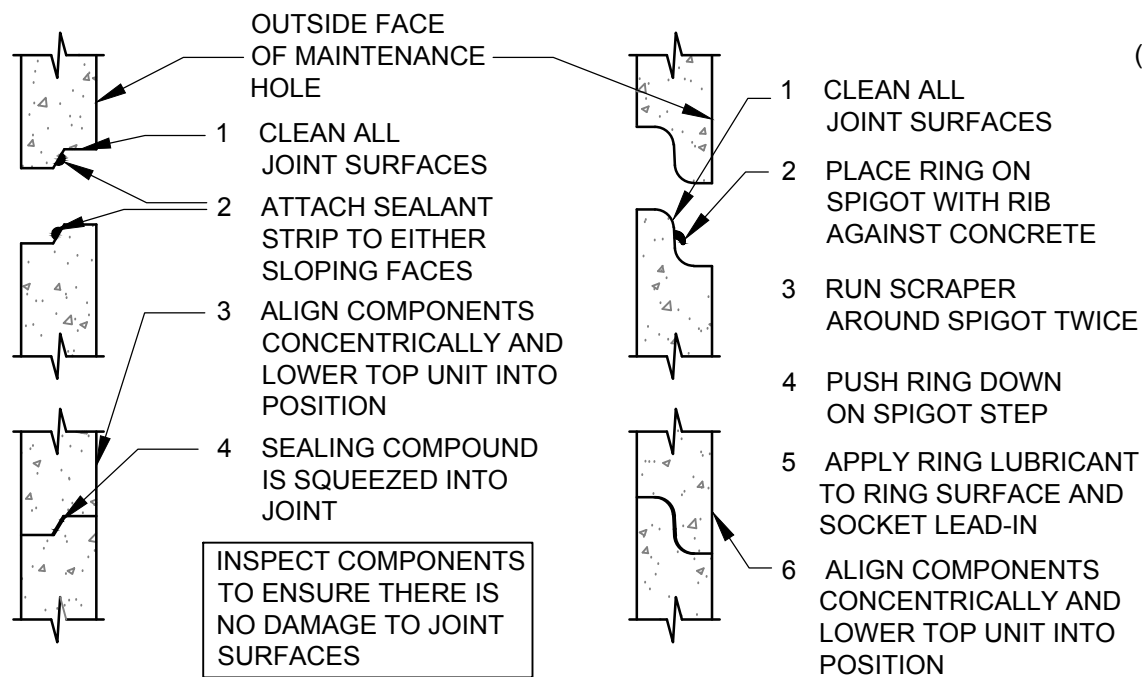 OUTSIDE FACE
OF MAINTENANCE
HOLE
1 CLEAN ALL
JOINT SURFACES
2 ATTACH SEALANT
STRIP TO EITHER
SLOPING FACES
3 ALIGN COMPONENTS
CONCENTRICALLY AND
LOWER TOP UNIT INTO
POSITION
4 SEALING COMPOUND
IS SQUEEZED INTO
JOINT
INSPECT COMPONENTS
TO ENSURE THERE IS
NO DAMAGE TO JOINT
SURFACES
(
1 CLEAN ALL
JOINT SURFACES
2 PLACE RING ON
SPIGOT WITH RIB
AGAINST CONCRETE
3 RUN SCRAPER
AROUND SPIGOT TWICE
4 PUSH RING DOWN
ON SPIGOT STEP
5 APPLY RING LUBRICANT
TO RING SURFACE AND
SOCKET LEAD-IN
6 ALIGN COMPONENTS
CONCENTRICALLY AND
LOWER TOP UNIT INTO
POSITION